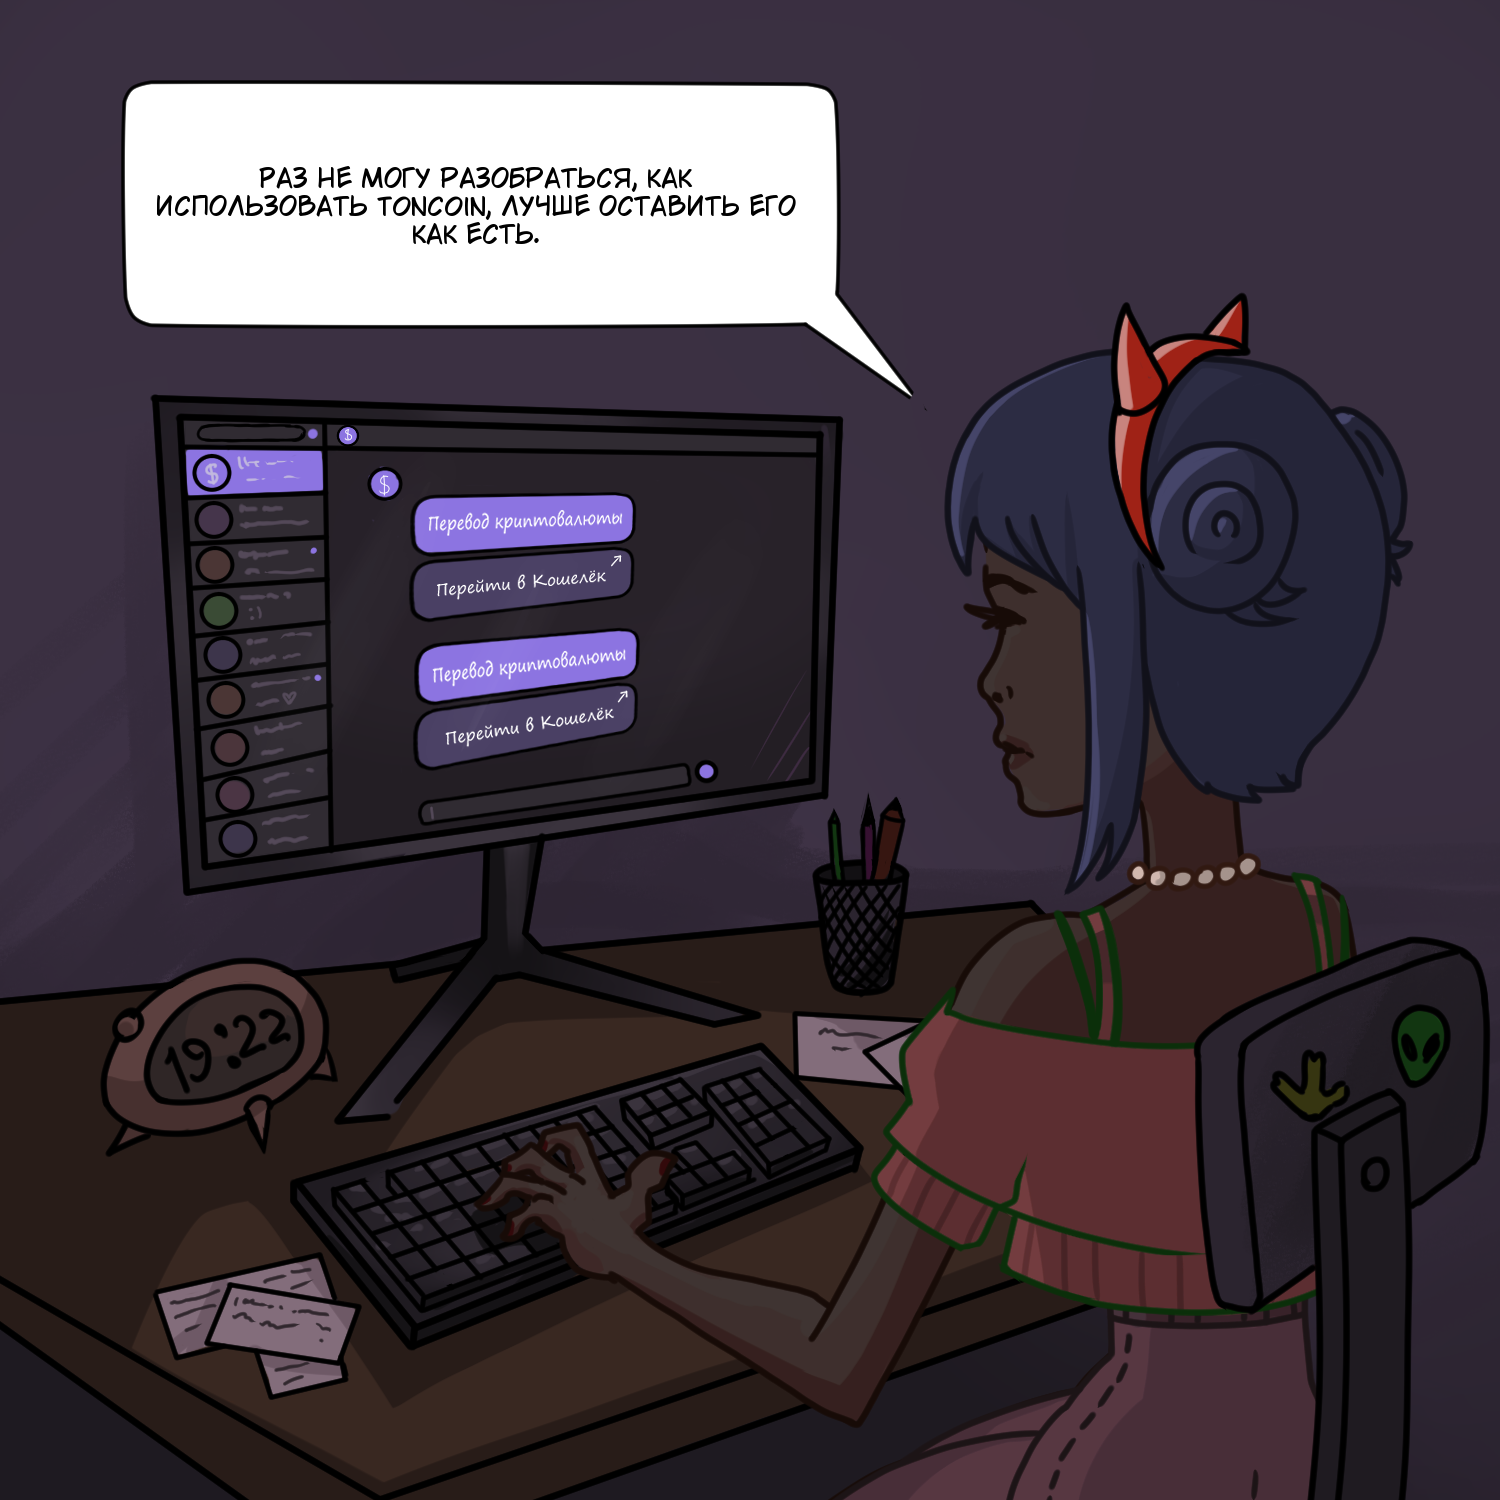 РАЗ НЕ МОГУ РАЗОБРАТЬСЯ, КАК
ИСПОЛЬЗОВАТЬ TONCOIN, ЛУЧШЕ ОСТАВИТЬ ЕГО
КАК ЕСТЬ.
$
$
$
Перевод криптовалюты
Перейти в Кошелёк
:)
Перевод криптовалюты
Перейти в Кошелёк
19:22